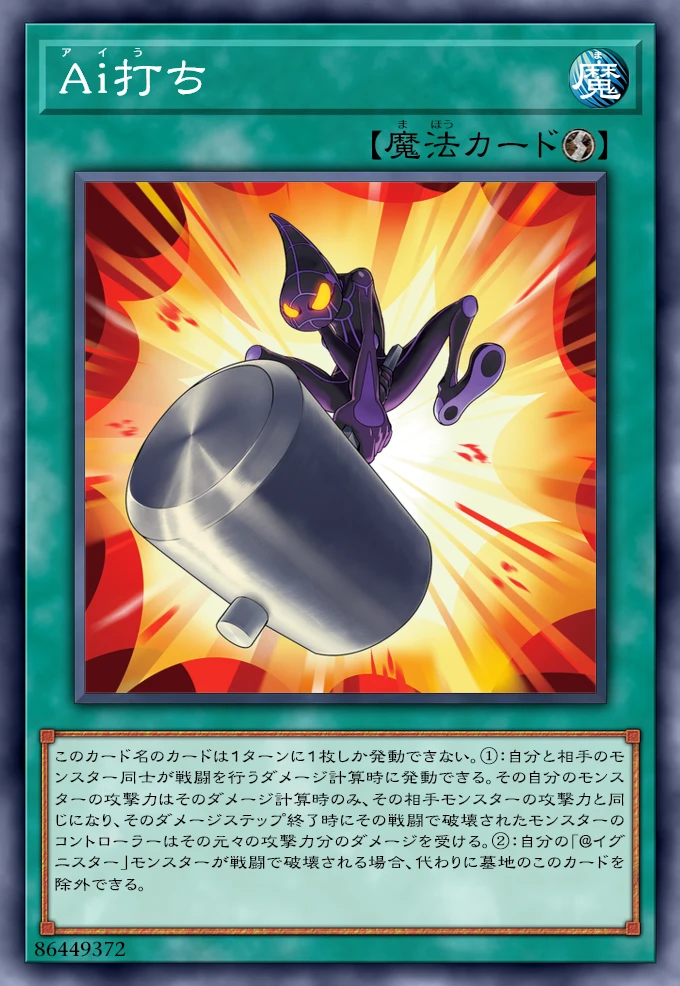 アイう
Ai打ち
ま
魔
まほう
【魔法カード】
このカード名のカードは1ターンに1枚しか発動できない。①:自分と相手のモ
ンスター同士が戦闘を行うダメージ計算時に発動できる。その自分のモンス
ターの攻撃力はそのダメージ計算時のみ、その相手モンスターの攻撃力と同
じになり、そのダメージステップ終了時にその戦闘で破壊されたモンスターの
コントローラーはその元々の攻撃力分のダメージを受ける。②:自分の「@イグ
ニスター」モンスターが戦闘で破壊される場合、代わりに墓地のこのカードを
除外できる。
86449372